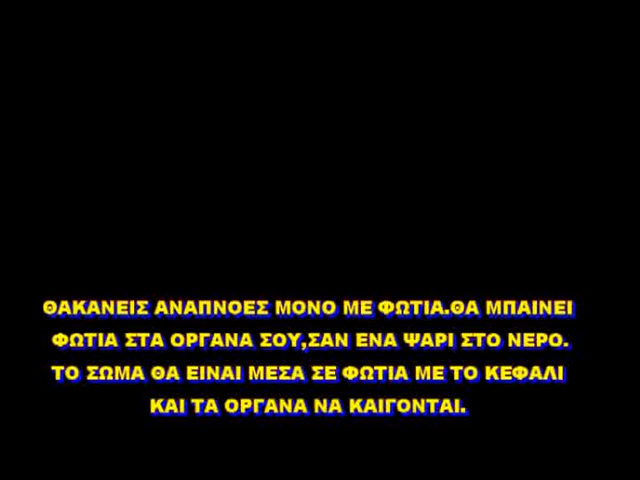 ΘΑΚΑΝΕΙΣ ΑΝΑΠΝΟΕΣ ΜΟΝΟ ΜΕ ΦΩΤΙΑ.ΘΑ ΜΠΑΙΝΕΙ
ΦΩΤΙΑ ΣΤΑ ΟΡΓΑΝΑ ΣΟΥ,ΣΑΝ ΕΝΑ ΨΑΡΙ ΣΤΟ ΝΕΡΟ.
ΤΟ ΣΩΜΑ ΘΑ ΕΙΝΑΙ ΜΕΣΑ ΣΕ ΦΩΤΙΑ ΜΕ ΤΟ ΚΕΦΑΛΙ
ΚΑΙ ΤΑ ΟΡΓΑΝΑ ΝΑ ΚΑΙΓΟΝΤΑΙ.